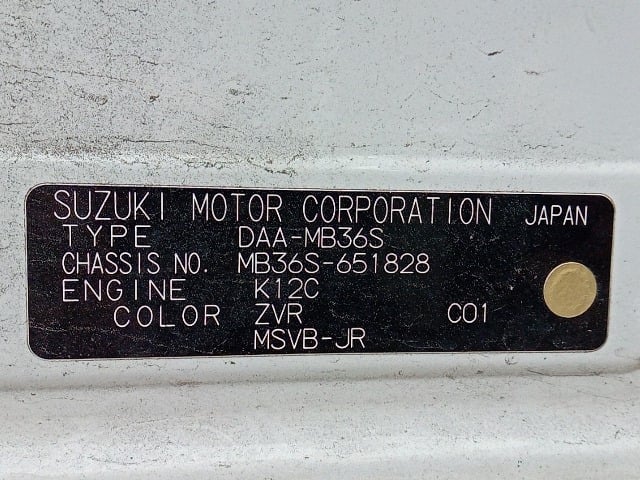 SUZUKI MOTOR CORPORATION JAPAN
TYPE DAA-MB36S
CHASSIS NO. MB36S-651828
ENGINE K12C
COLOR ZVR C01
MSVB-JR